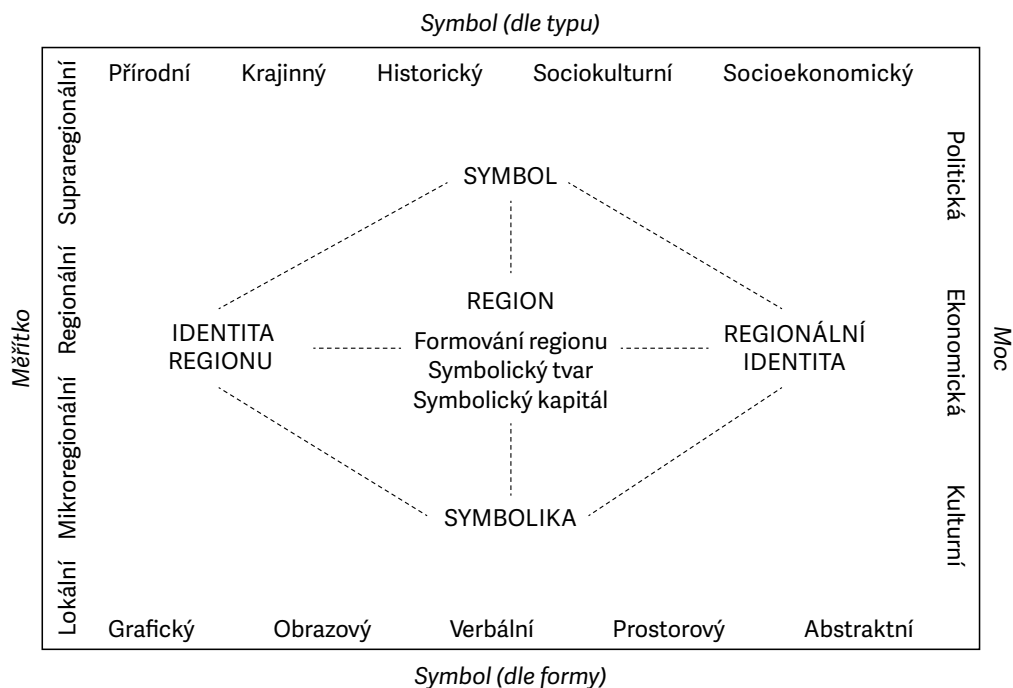 Symbol (dle typu)
Přírodní Krajinný Historický Sociokulturní Socioekonomický
Měřítko
Supraregionální
Regionální
Mikroregionální
Lokální
SYMBOL
IDENTITA
REGIONU
REGION
Formování regionu
Symbolický tvar
Symbolický kapitál
REGIONÁLNÍ
IDENTITA
SYMBOLIKA
Politická
Ekonomická
Kulturní
Moc
Grafický Obrazový Verbální Prostorový Abstraktní
Symbol (dle formy)